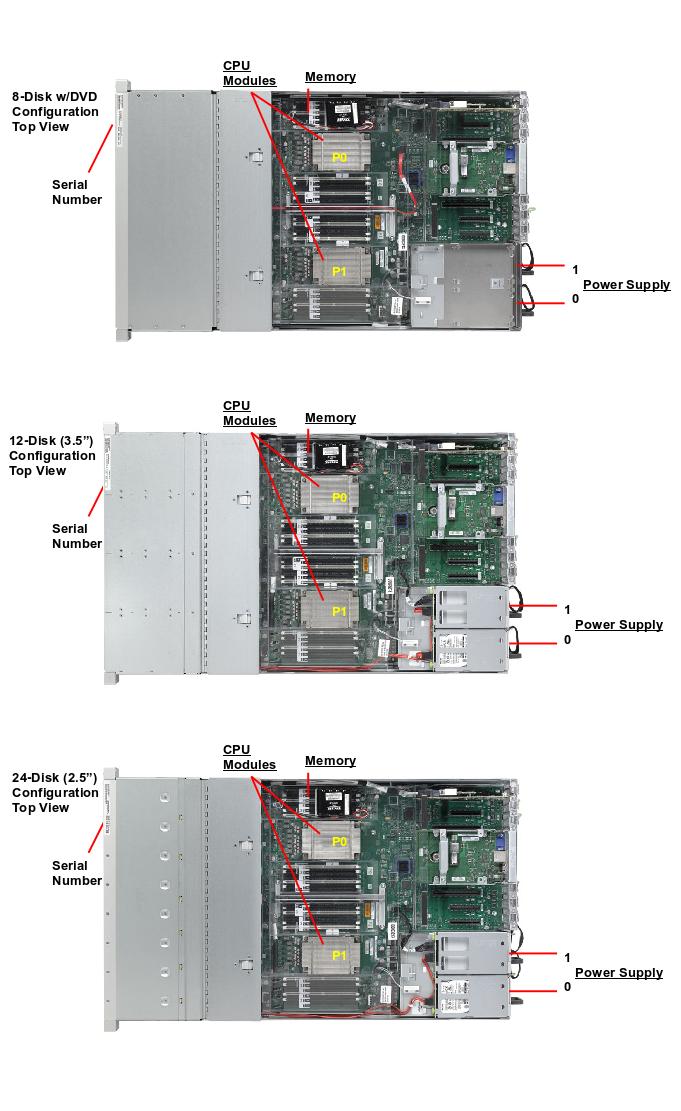 CPU
Modules
Memory
8-Disk w/DVD
Configuration
Top View
P0
Serial
Number
P1
1
Power Supply
0
CPU
Modules
Memory
12-Disk (3.5”)
Configuration
Top View
P0
Serial
Number
P1
1
Power Supply
0
CPU
Modules
Memory
24-Disk (2.5”)
Configuration
Top View
P0
Serial
Number
P1
1
Power Supply
0